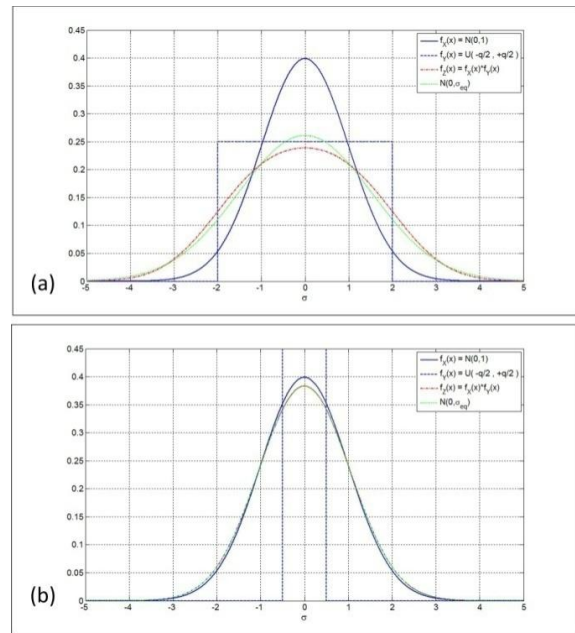 (a)
0.45
0.4
0.35
0.3
0.25
0.2
0.15
0.1
0.05
0
-5 -4 -3 -2 -1 0 1 2 3 4 5
σ
f_X(x) = N(0,1)
f_Y(x) = U( -q/2 , +q/2 )
f_Z(x) = f_X(x)*f_Y(x)
N(0,σ_eq)
(b)
0.45
0.4
0.35
0.3
0.25
0.2
0.15
0.1
0.05
0
-5 -4 -3 -2 -1 0 1 2 3 4 5
σ
f_X(x) = N(0,1)
f_Y(x) = U( -q/2 , +q/2 )
f_Z(x) = f_X(x)*f_Y(x)
N(0,σ_eq)